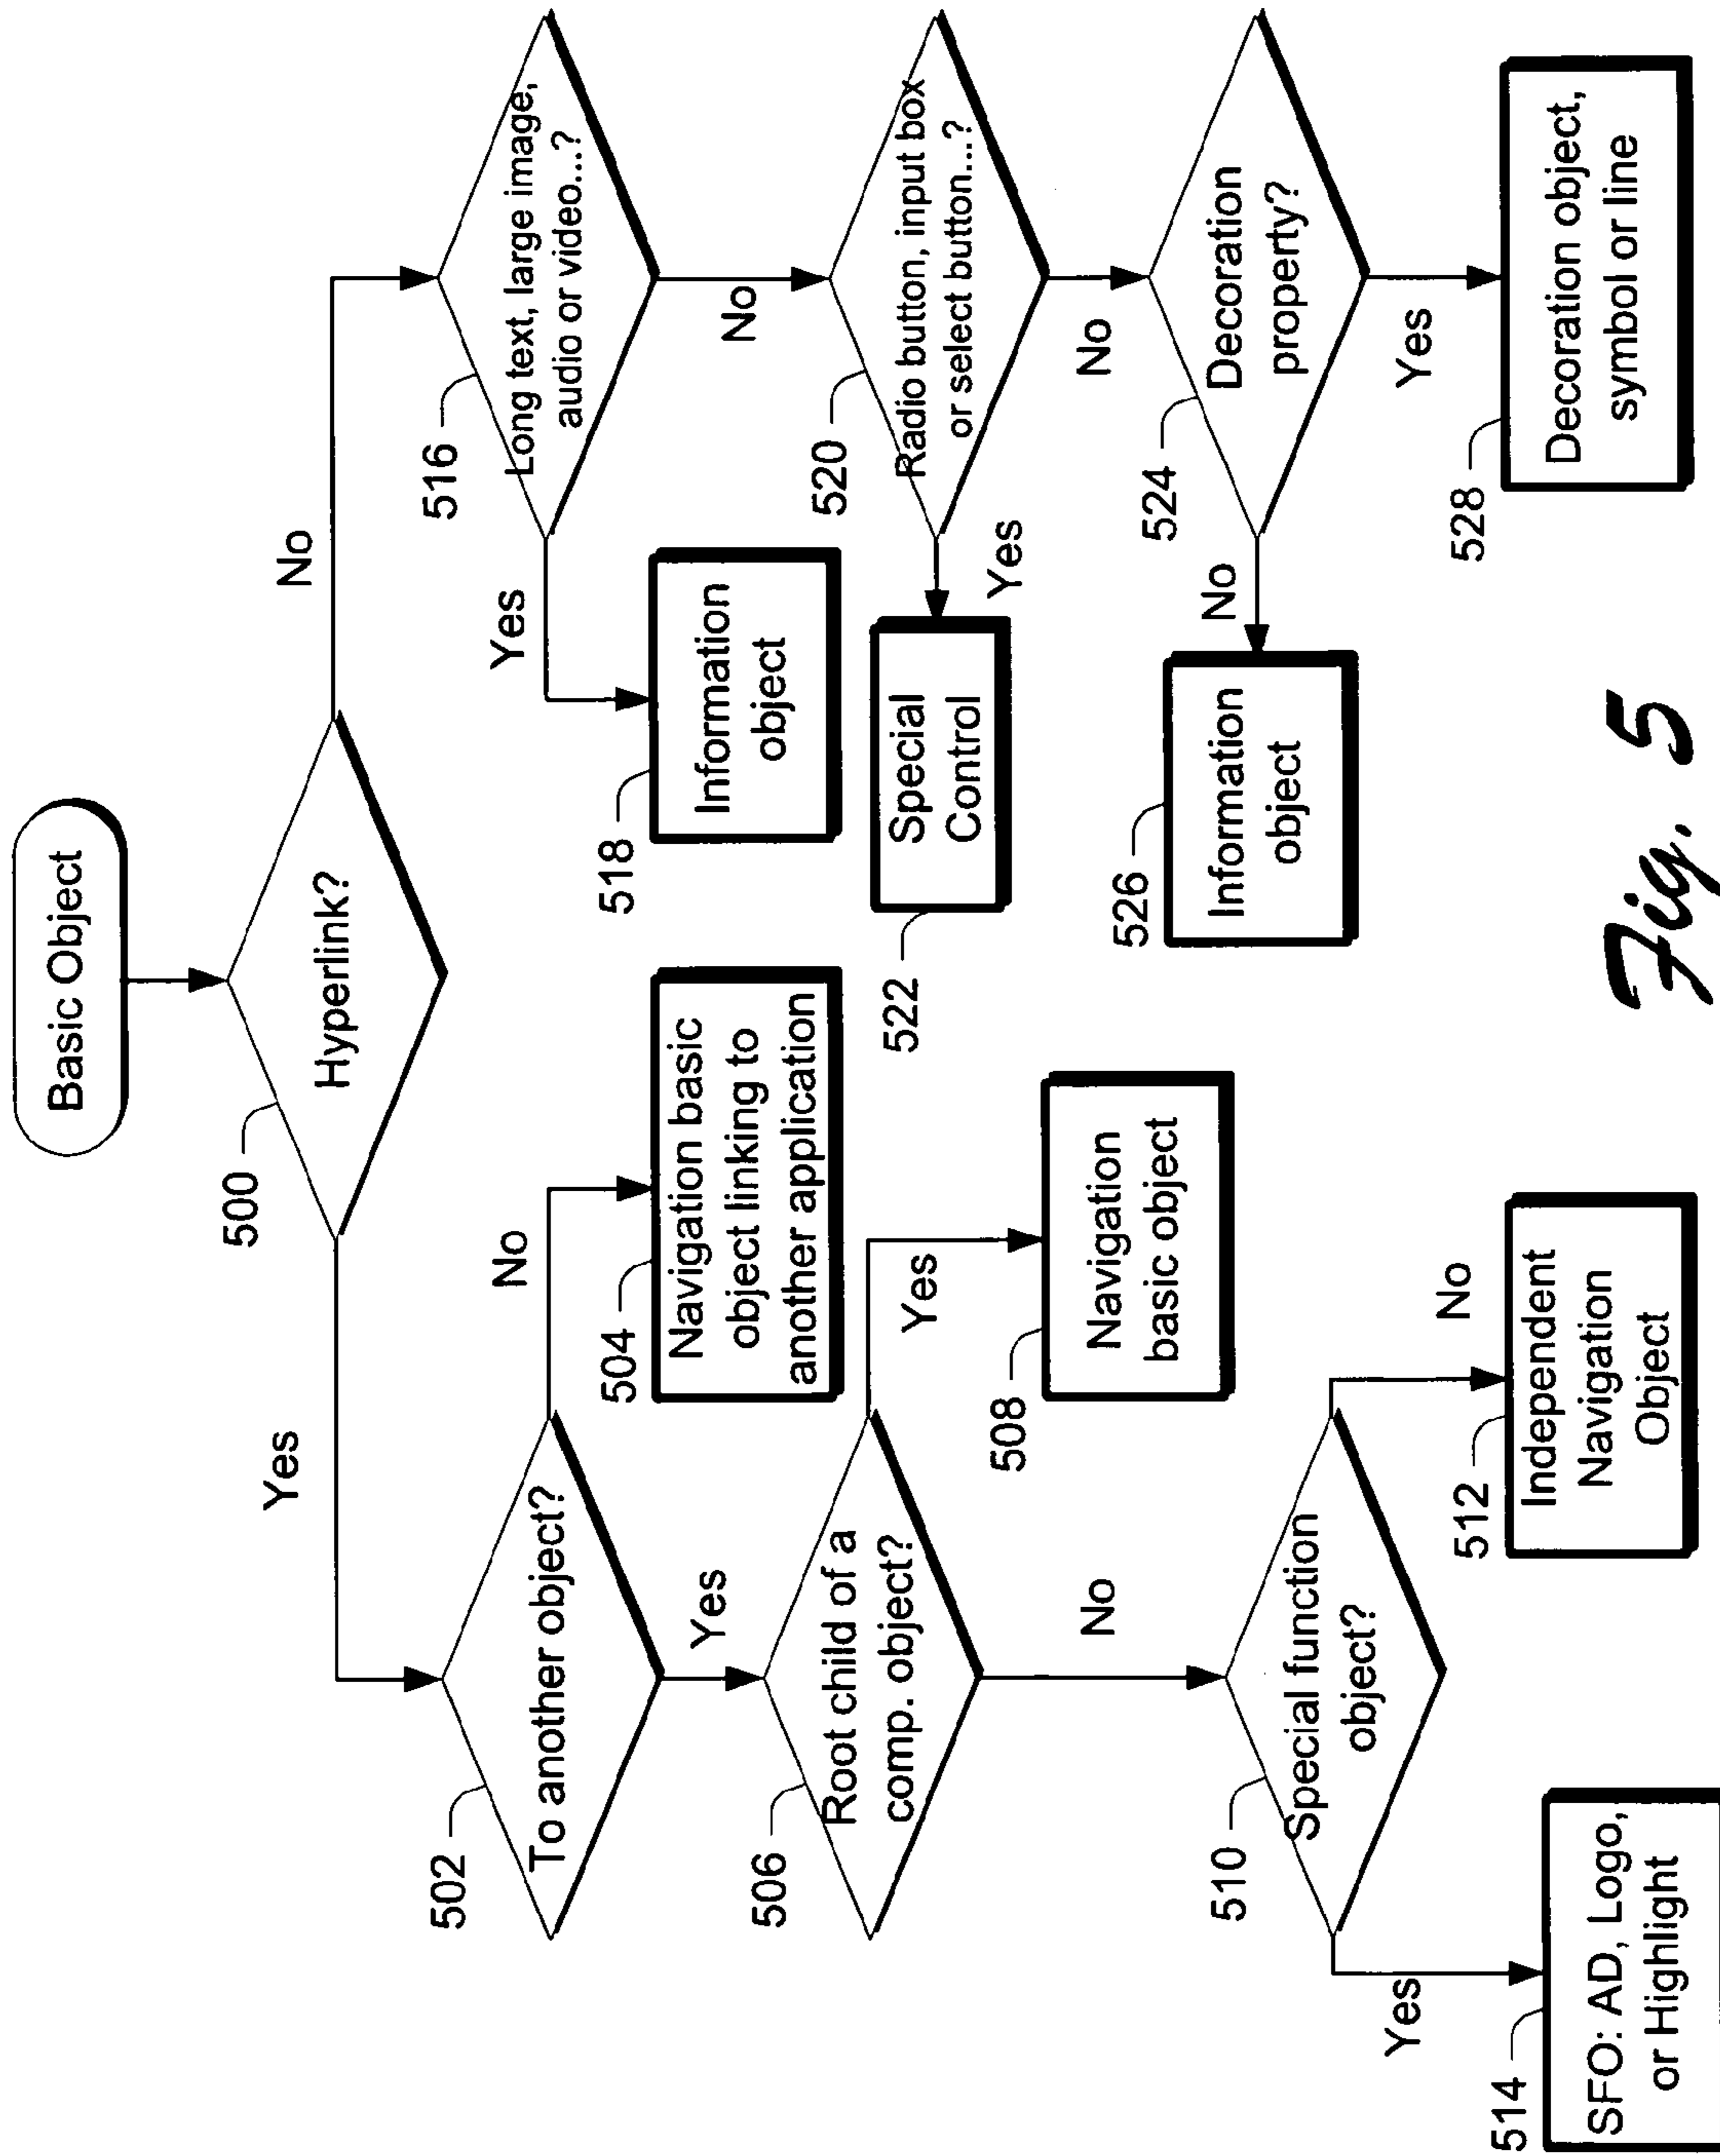 Basic Object
500
Hyperlink?
Yes
No
502
To another object?
No
504
Navigation basic
object linking to
another application
Yes
506
Root child of a
comp. object?
Yes
508
Navigation
basic object
No
510
Special function
object?
No
512
Independent
Navigation
Object
Yes
514
SFO: AD, Logo,
or Highlight
516
Long text, large image,
audio or video...?
Yes
518
Information
object
No
520
Radio button, input box
or select button...?
Yes
522
Special
Control
No
524
Decoration
property?
No
526
Information
object
Yes
528
Decoration object,
symbol or line
Fig. 5